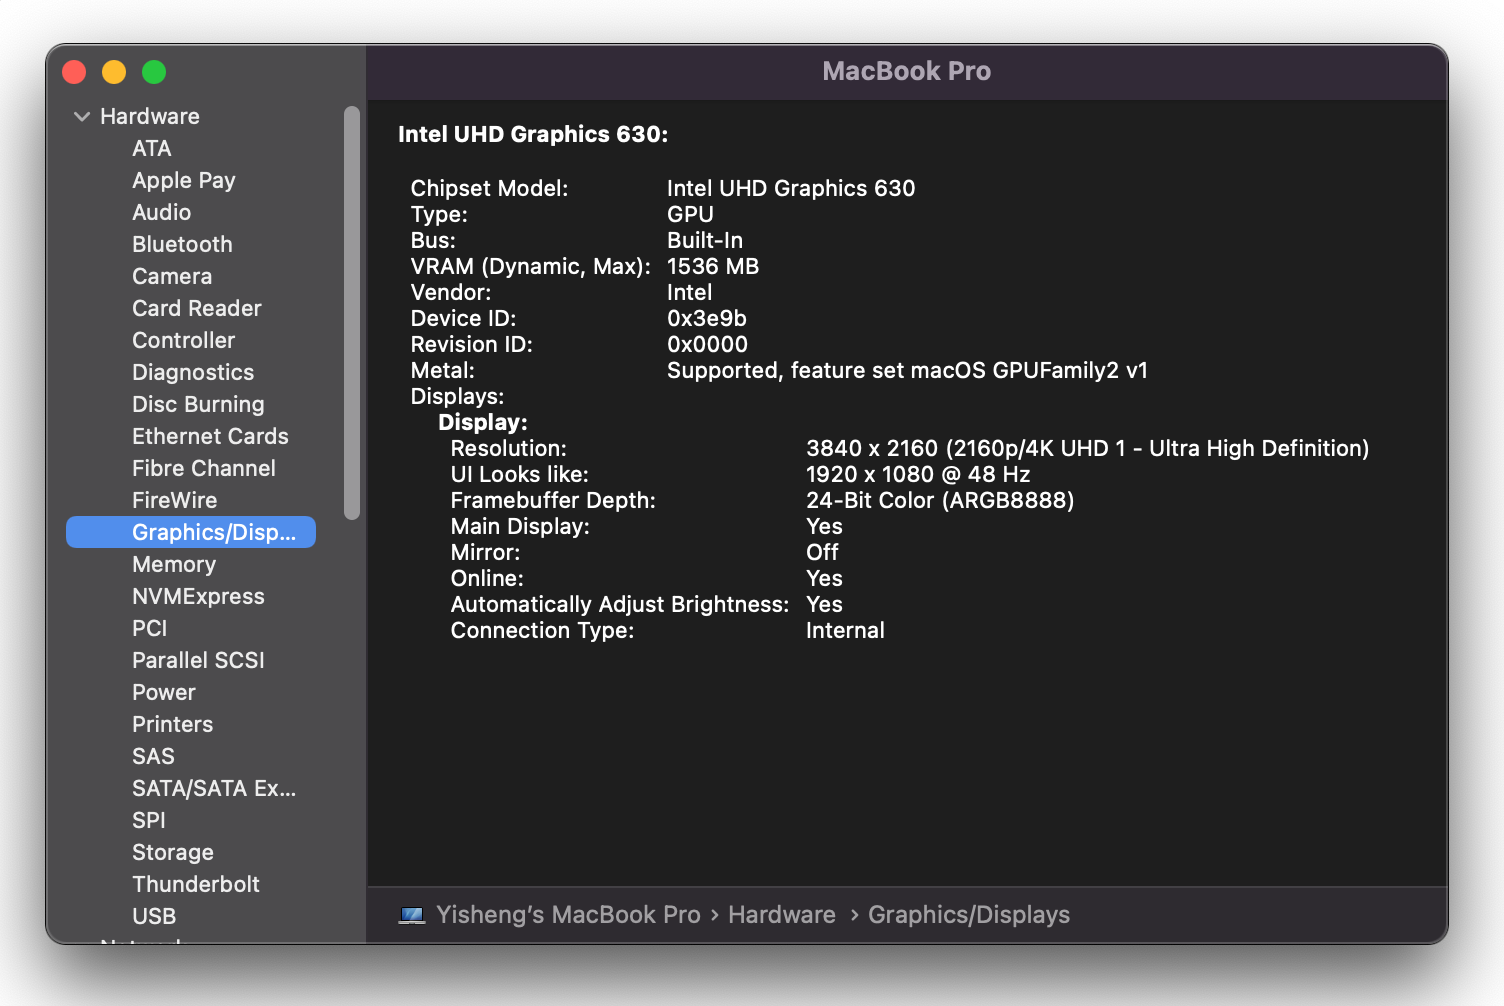 MacBook Pro
Hardware
ATA
Apple Pay
Audio
Bluetooth
Camera
Card Reader
Controller
Diagnostics
Disc Burning
Ethernet Cards
Fibre Channel
FireWire
Graphics/Disp...
Memory
NVMExpress
PCI
Parallel SCSI
Power
Printers
SAS
SATA/SATA Ex...
SPI
Storage
Thunderbolt
USB
Intel UHD Graphics 630:
Chipset Model: Intel UHD Graphics 630
Type: GPU
Bus: Built-In
VRAM (Dynamic, Max): 1536 MB
Vendor: Intel
Device ID: 0x3e9b
Revision ID: 0x0000
Metal: Supported, feature set macOS GPUFamily2 v1
Displays:
Display:
Resolution: 3840 x 2160 (2160p/4K UHD 1 - Ultra High Definition)
UI Looks like: 1920 x 1080 @ 48 Hz
Framebuffer Depth: 24-Bit Color (ARGB8888)
Main Display: Yes
Mirror: Off
Online: Yes
Automatically Adjust Brightness: Yes
Connection Type: Internal
Yisheng’s MacBook Pro › Hardware › Graphics/Displays